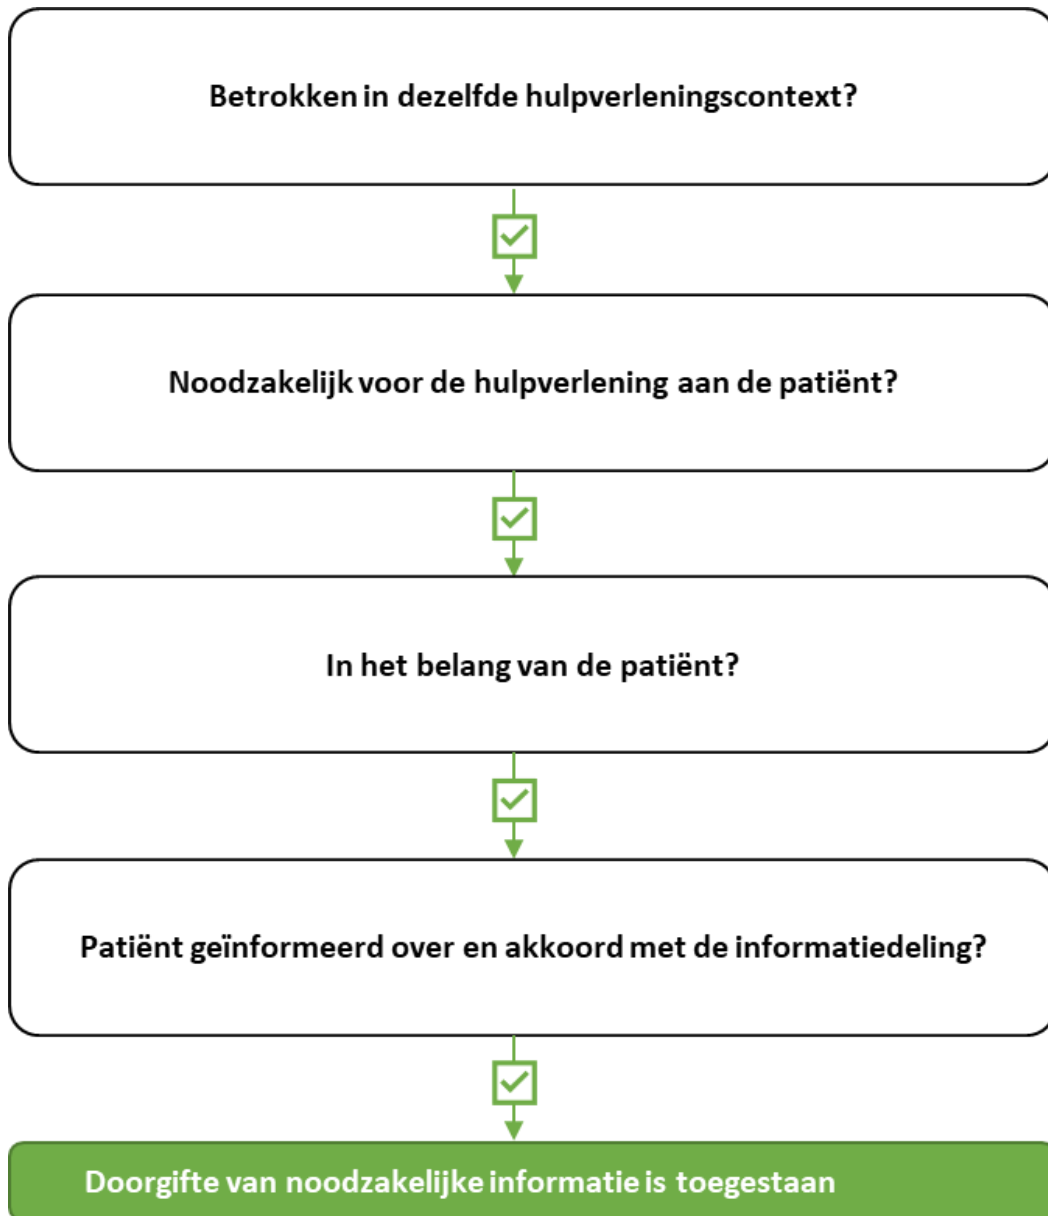 Betrokken in dezelfde hulpverleningscontext?
Noodzakelijk voor de hulpverlening aan de patiënt?
In het belang van de patiënt?
Patiënt geïnformeerd over en akkoord met de informatiedeling?
Doorgifte van noodzakelijke informatie is toegestaan